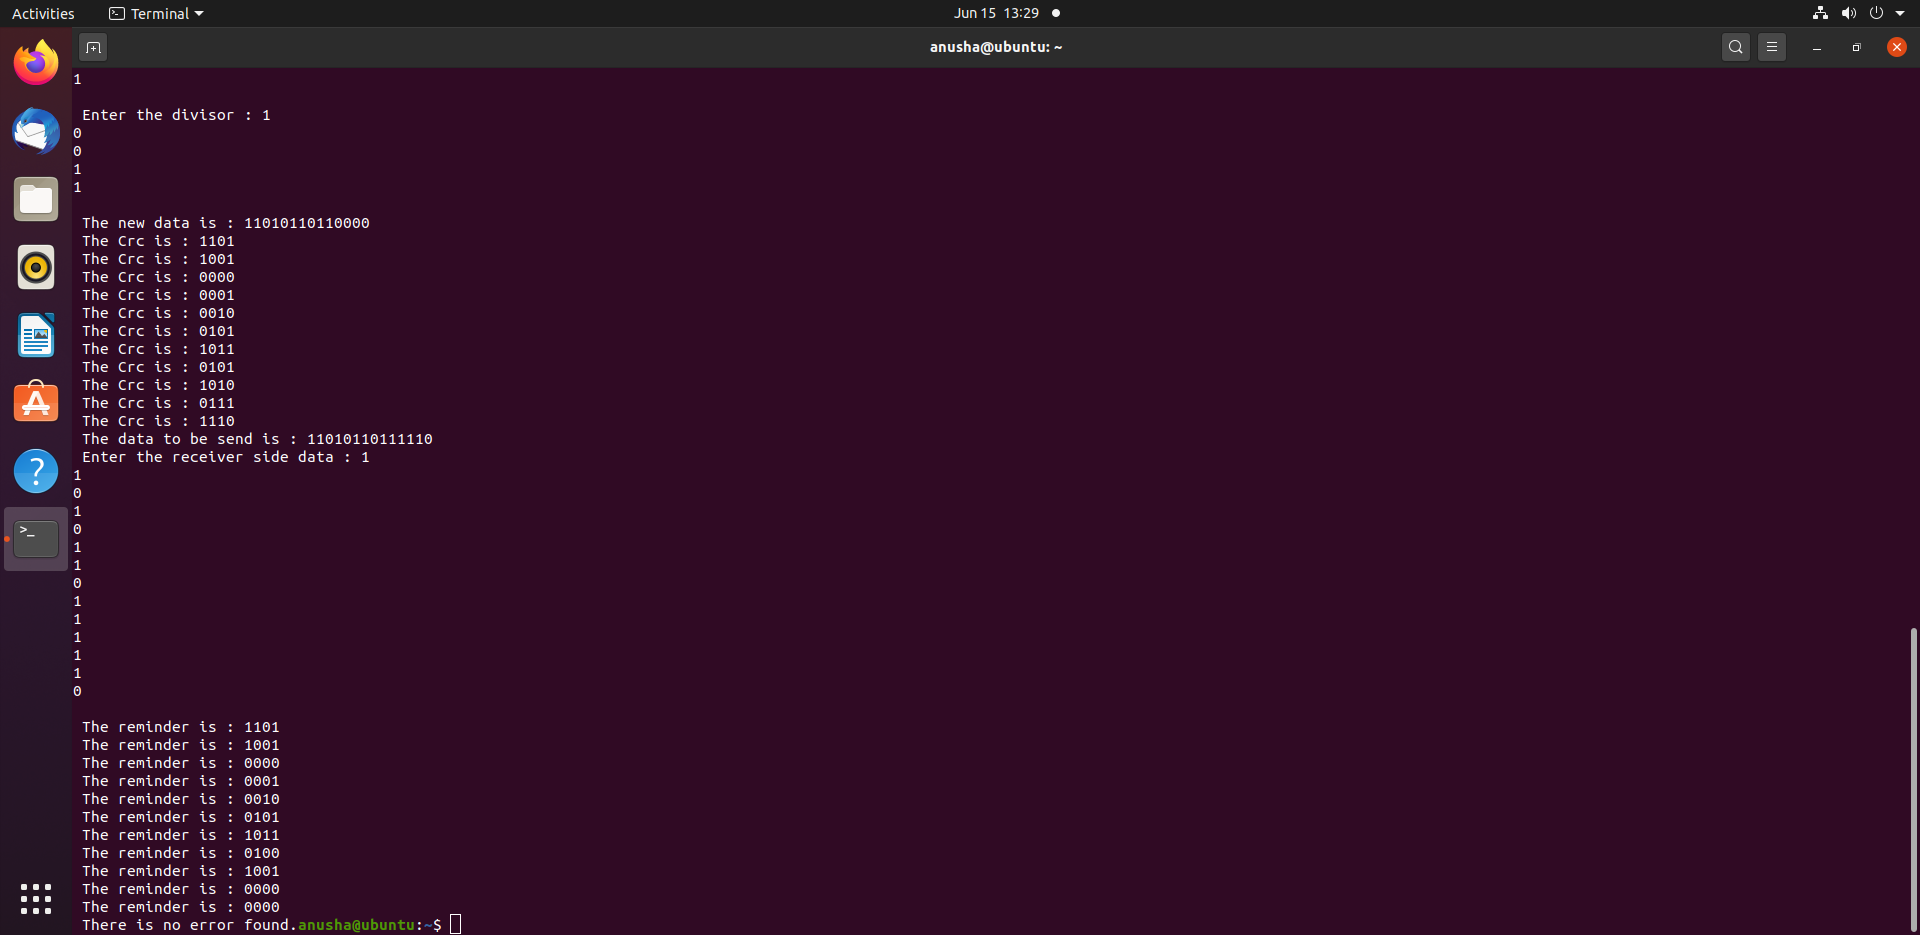 Activities Terminal Jun 15 13:29
anusha@ubuntu: ~
1
Enter the divisor : 1
0
0
1
1
The new data is : 11010110110000
The Crc is : 1101
The Crc is : 1001
The Crc is : 0000
The Crc is : 0001
The Crc is : 0010
The Crc is : 0101
The Crc is : 1011
The Crc is : 0101
The Crc is : 1010
The Crc is : 0111
The Crc is : 1110
The data to be send is : 11010110111110
Enter the receiver side data : 1
1
0
1
0
1
1
0
1
1
1
1
1
0
The reminder is : 1101
The reminder is : 1001
The reminder is : 0000
The reminder is : 0001
The reminder is : 0010
The reminder is : 0101
The reminder is : 1011
The reminder is : 0100
The reminder is : 1001
The reminder is : 0000
The reminder is : 0000
There is no error found.anusha@ubuntu:~$